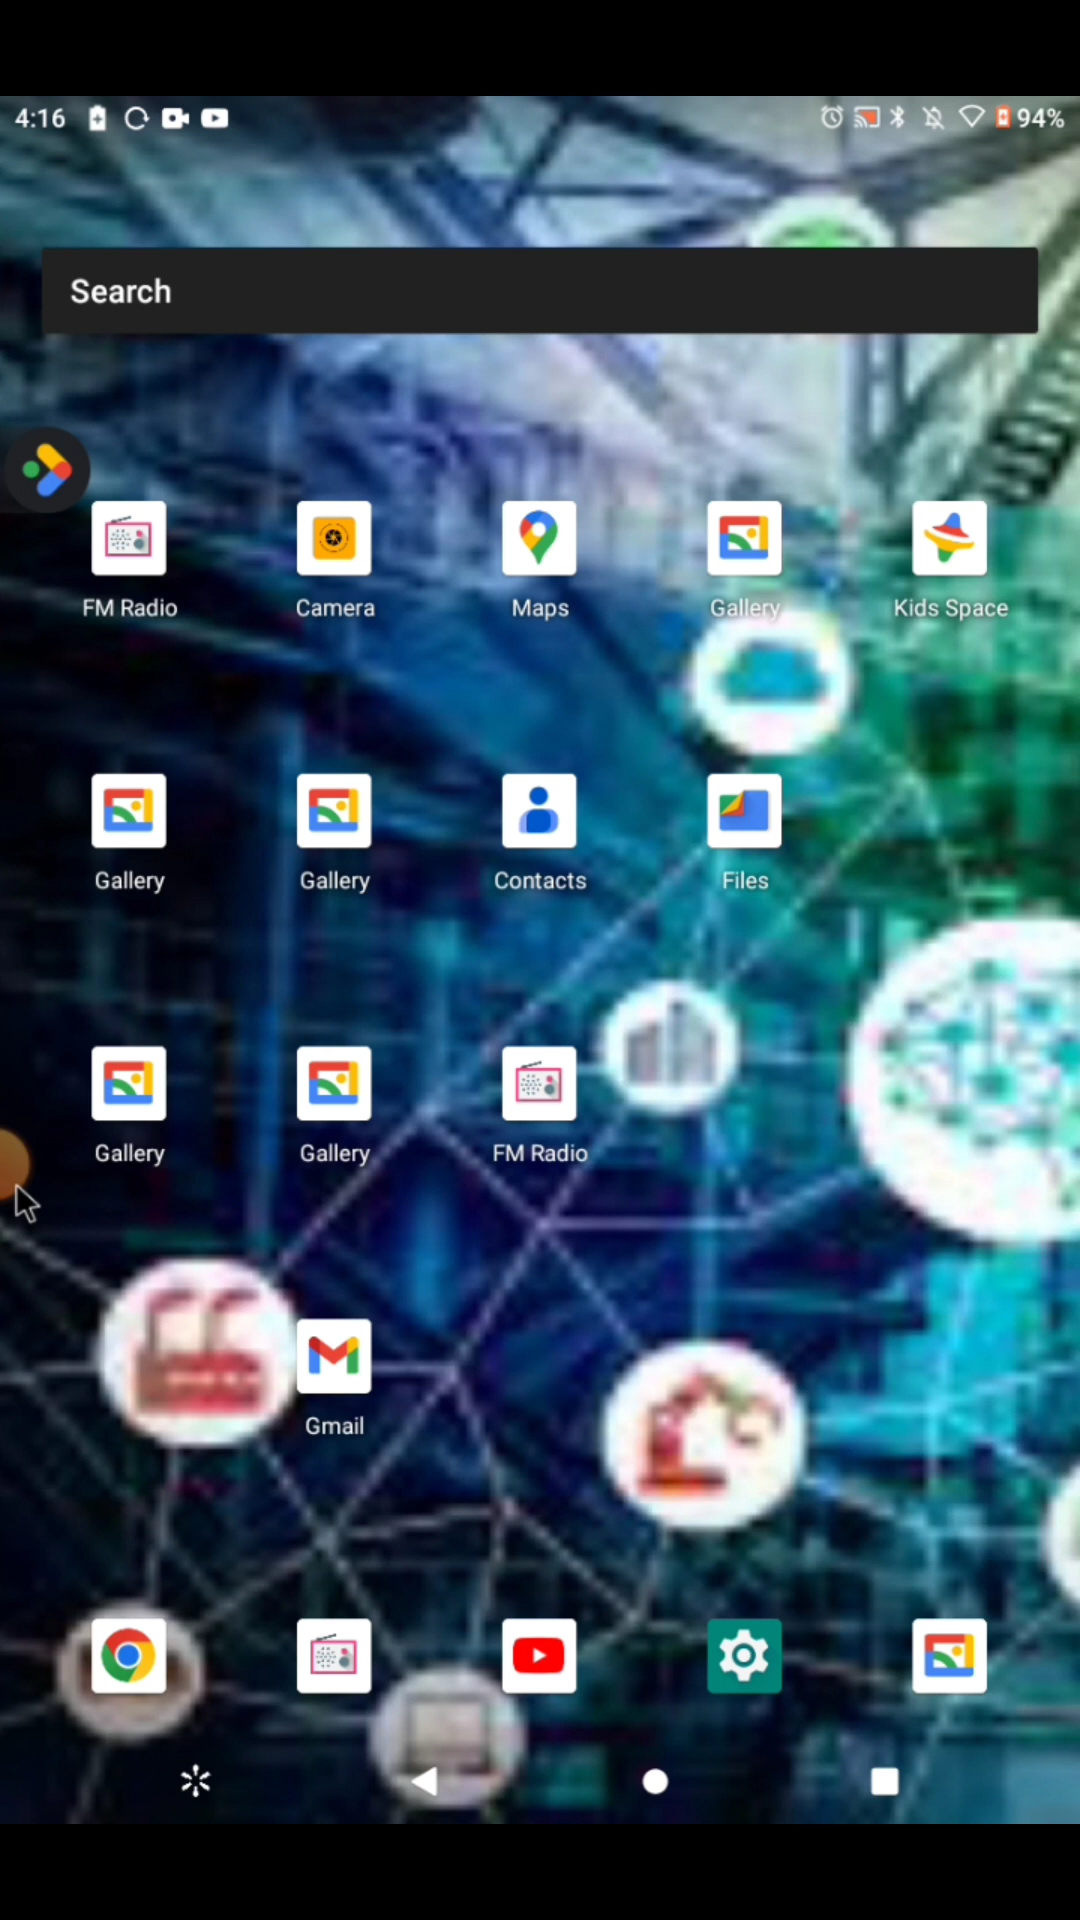 4:16 94%
Search
FM Radio Camera Maps Gallery Kids Space
Gallery Gallery Contacts Files
Gallery Gallery FM Radio
Gmail